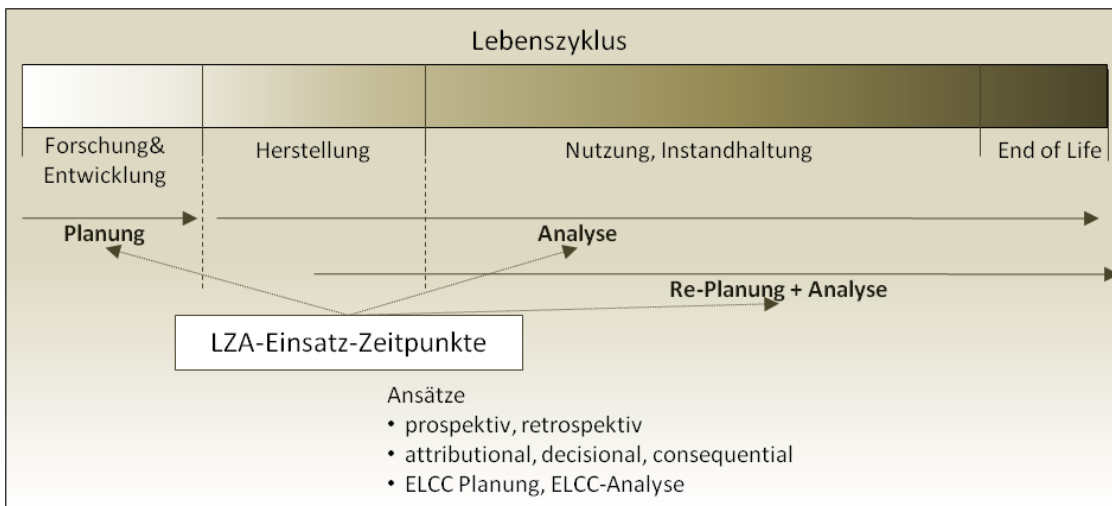 Lebenszyklus
Forschung&
Entwicklung
Herstellung
Nutzung, Instandhaltung
End of Life
Planung
Analyse
Re-Planung + Analyse
LZA-Einsatz-Zeitpunkte
Ansätze
• prospektiv, retrospektiv
• attributional, decisional, consequential
• ELCC Planung, ELCC-Analyse